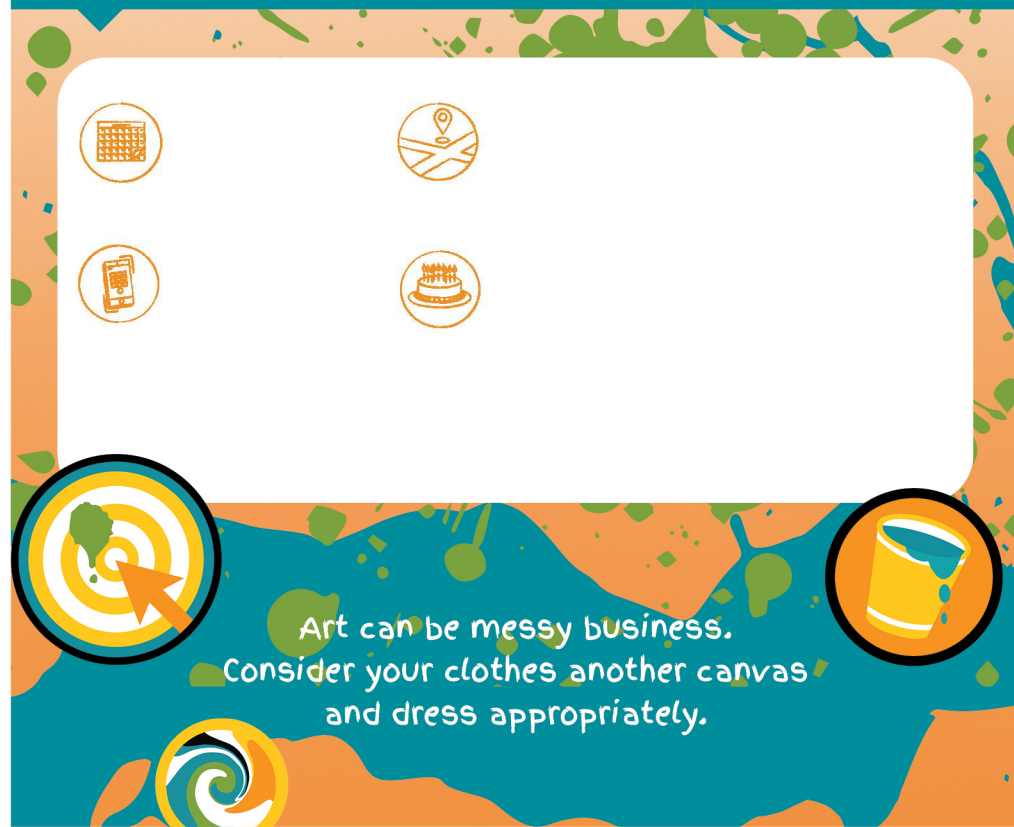 Art can be messy business.
Consider your clothes another canvas
and dress appropriately.